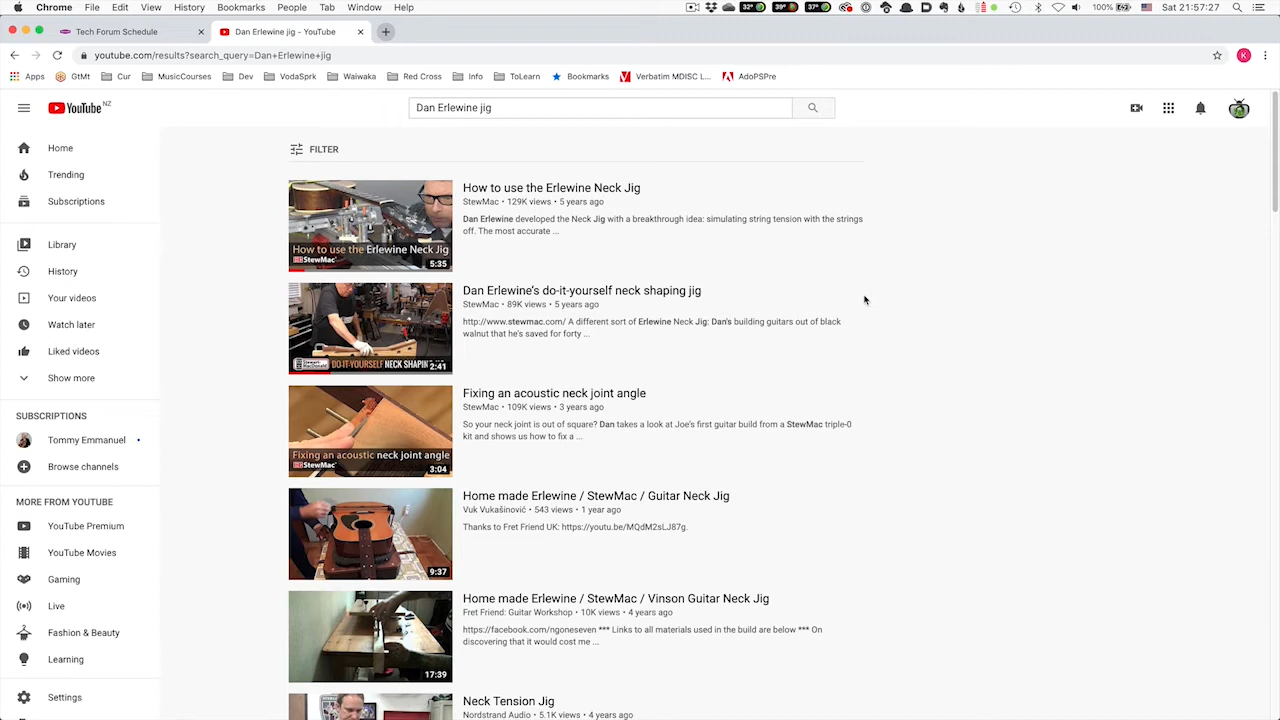 Chrome File Edit View History Bookmarks People Tab Window Help 32° 39° 37° 100% Sat 21:57:27
Tech Forum Schedule Dan Erlewine jig - YouTube
youtube.com/results?search_query=Dan+Erlewine+jig K
Apps GtMt Cur MusicCourses Dev VodaSprk Waiwaka Red Cross Info ToLearn Bookmarks Verbatim MDISC L... AdoPSPre
YouTube NZ Dan Erlewine jig
FILTER
Home
Trending
Subscriptions
Library
History
Your videos
Watch later
Liked videos
Show more
SUBSCRIPTIONS
Tommy Emmanuel
Browse channels
MORE FROM YOUTUBE
YouTube Premium
YouTube Movies
Gaming
Live
Fashion & Beauty
Learning
Settings
How to use the Erlewine Neck Jig
StewMac
5:35
How to use the Erlewine Neck Jig
StewMac • 129K views • 5 years ago
Dan Erlewine developed the Neck Jig with a breakthrough idea: simulating string tension with the strings
off. The most accurate ...
Stewart-MacDonald DO-IT-YOURSELF NECK SHAPIN
2:41
Dan Erlewine's do-it-yourself neck shaping jig
StewMac • 89K views • 5 years ago
http://www.stewmac.com/ A different sort of Erlewine Neck Jig: Dan's building guitars out of black
walnut that he's saved for forty ...
Fixing an acoustic neck joint angle
StewMac
3:04
Fixing an acoustic neck joint angle
StewMac • 109K views • 3 years ago
So your neck joint is out of square? Dan takes a look at Joe's first guitar build from a StewMac triple-0
kit and shows us how to fix a ...
9:37
Home made Erlewine / StewMac / Guitar Neck Jig
Vuk Vukašinović • 543 views • 1 year ago
Thanks to Fret Friend UK: https://youtu.be/MQdM2sLJ87g.
17:39
Home made Erlewine / StewMac / Vinson Guitar Neck Jig
Fret Friend: Guitar Workshop • 10K views • 4 years ago
https://facebook.com/ngoneseven *** Links to all materials used in the build are below *** On
discovering that it would cost me ...
Neck Tension Jig
Nordstrand Audio • 5.1K views • 4 years ago